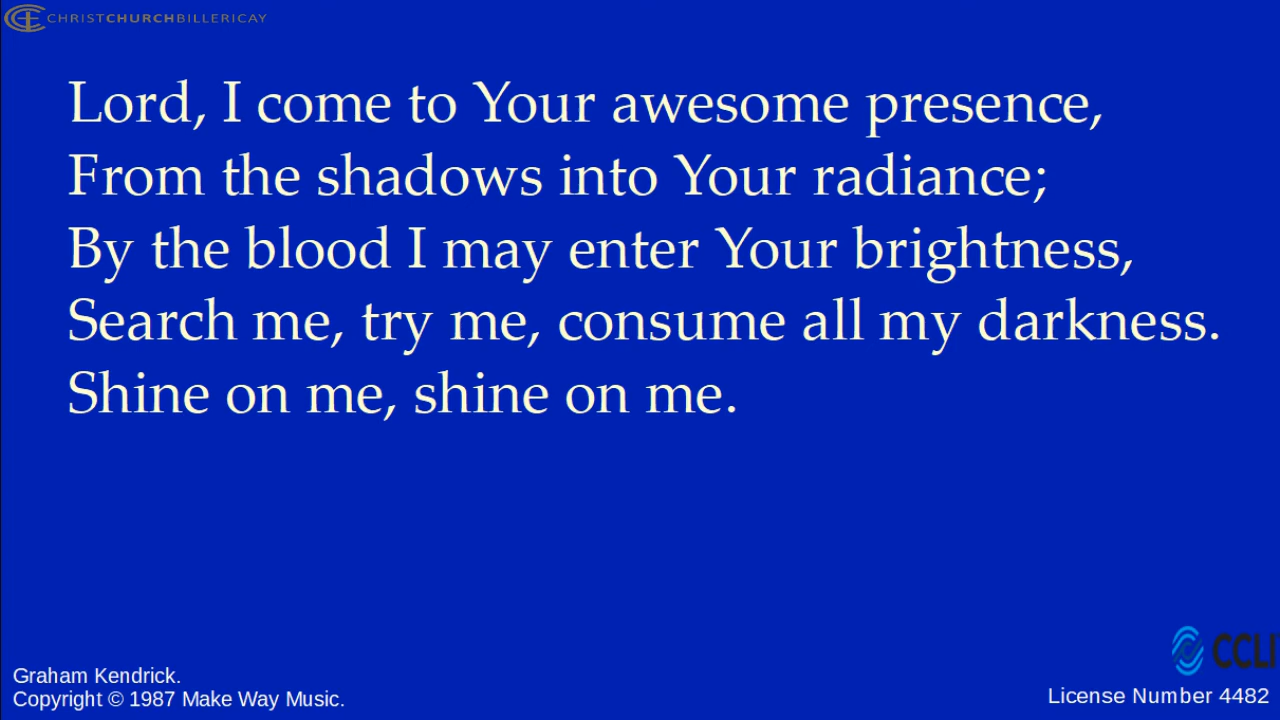 CHRISTCHURCHBILLERICAY
Lord, I come to Your awesome presence,
From the shadows into Your radiance;
By the blood I may enter Your brightness,
Search me, try me, consume all my darkness.
Shine on me, shine on me.
CCLI
Graham Kendrick.
Copyright © 1987 Make Way Music.
License Number 4482